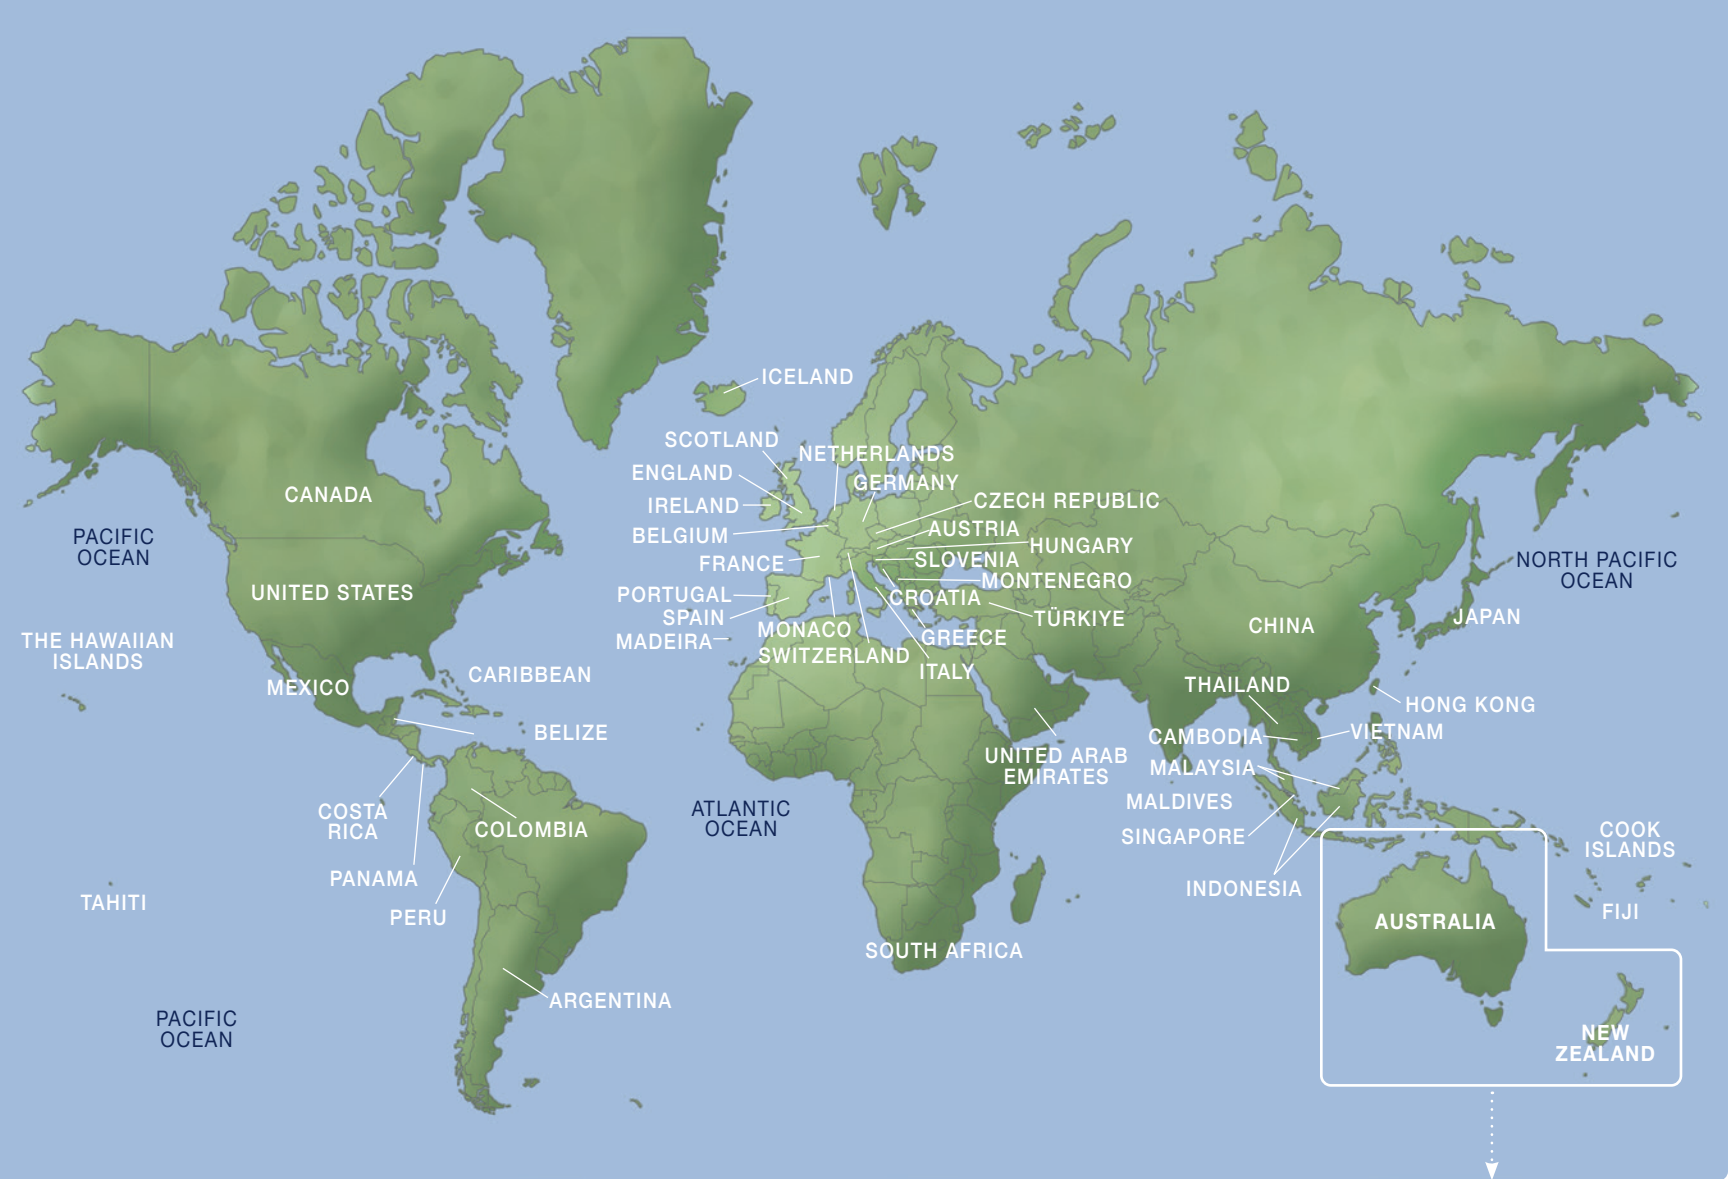 ICELAND
SCOTLAND
NETHERLANDS
ENGLAND
GERMANY
CANADA
IRELAND
CZECH REPUBLIC
BELGIUM
AUSTRIA
PACIFIC
OCEAN
HUNGARY
FRANCE
SLOVENIA
NORTH PACIFIC
OCEAN
MONTENEGRO
UNITED STATES
PORTUGAL
CROATIA
SPAIN
TÜRKIYE
JAPAN
CHINA
MONACO
GREECE
MADEIRA
THE HAWAIIAN
ISLANDS
SWITZERLAND
ITALY
CARIBBEAN
MEXICO
THAILAND
HONG KONG
BELIZE
VIETNAM
CAMBODIA
UNITED ARAB
EMIRATES
MALAYSIA
MALDIVES
COSTA
RICA
ATLANTIC
OCEAN
COLOMBIA
SINGAPORE
COOK
ISLANDS
PANAMA
INDONESIA
TAHITI
PERU
FIJI
AUSTRALIA
SOUTH AFRICA
ARGENTINA
PACIFIC
OCEAN
NEW
ZEALAND